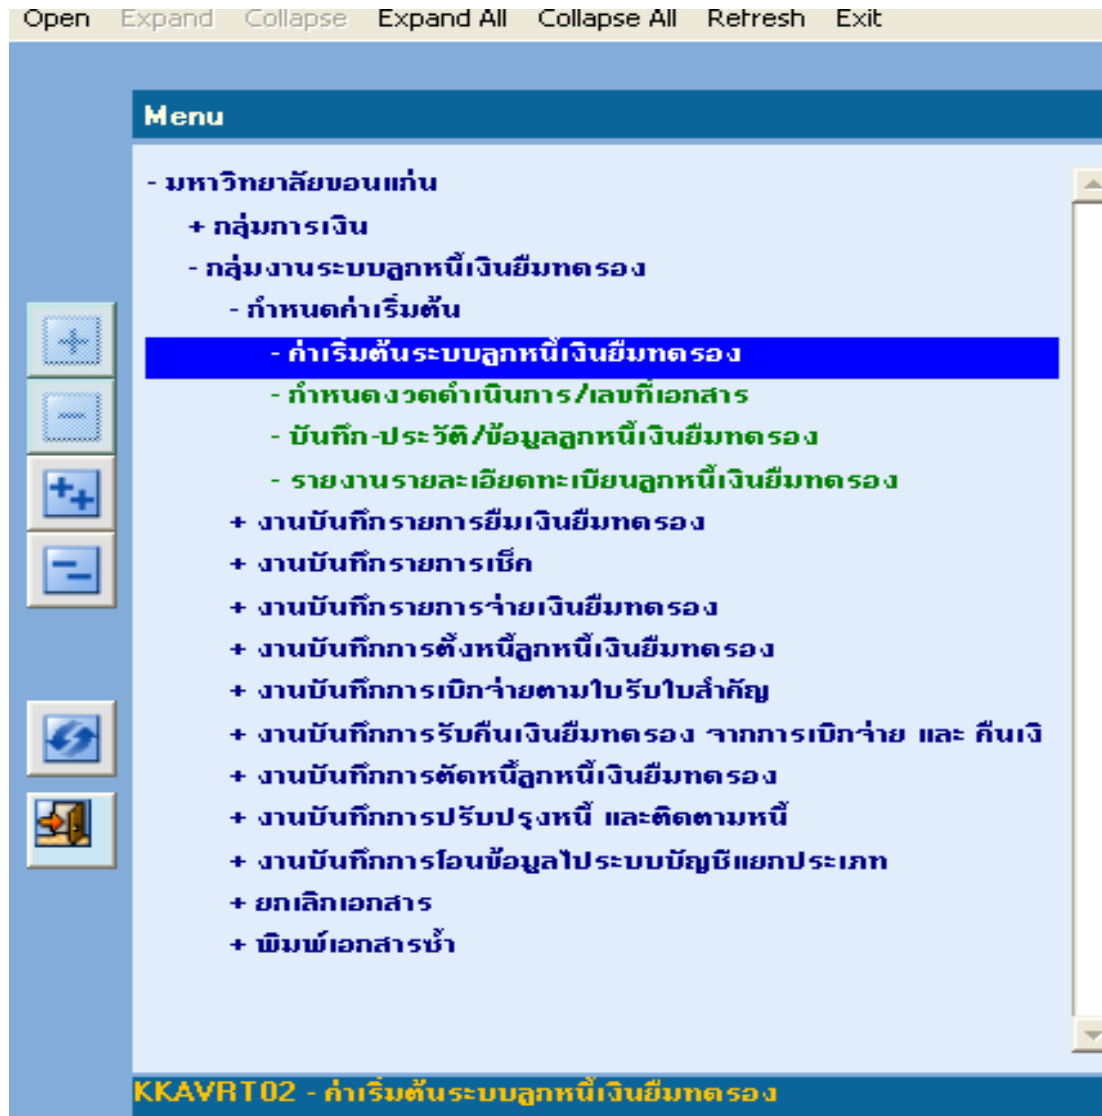 Open Expand Collapse Expand All Collapse All Refresh Exit
Menu
- มหาวิทยาลัยขอนแก่น
+ กลุ่มการเงิน
- กลุ่มงานระบบลูกหนี้เงินยืมทดรอง
- กำหนดค่าเริ่มต้น
- ค่าเริ่มต้นระบบลูกหนี้เงินยืมทดรอง
- กำหนดงวดดำเนินการ/เลขที่เอกสาร
- บันทึก-ประวัติ/ข้อมูลลูกหนี้เงินยืมทดรอง
- รายงานรายละเอียดทะเบียนลูกหนี้เงินยืมทดรอง
+ งานบันทึกรายการยืมเงินยืมทดรอง
+ งานบันทึกรายการเช็ค
+ งานบันทึกรายการจ่ายเงินยืมทดรอง
+ งานบันทึกการตั้งหนี้ลูกหนี้เงินยืมทดรอง
+ งานบันทึกการเบิกจ่ายตามใบรับใบสำคัญ
+ งานบันทึกการรับคืนเงินยืมทดรอง จากการเบิกจ่าย และ คืนเงิ
+ งานบันทึกการตัดหนี้ลูกหนี้เงินยืมทดรอง
+ งานบันทึกการปรับปรุงหนี้ และติดตามหนี้
+ งานบันทึกการโอนข้อมูลไประบบบัญชีแยกประเภท
+ ยกเลิกเอกสาร
+ พิมพ์เอกสารซ้ำ
KKAVRT02 - ค่าเริ่มต้นระบบลูกหนี้เงินยืมทดรอง